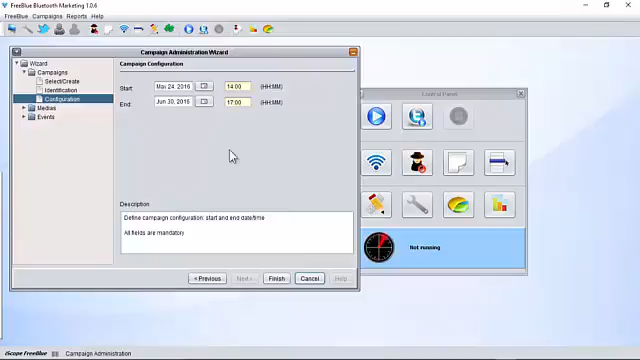 FreeBlue Bluetooth Marketing 1.0.6
FreeBlue Campaigns Reports Help
Campaign Administration Wizard
Wizard
Campaigns
Select/Create
Identification
Configuration
Medias
Events
Campaign Configuration
Start: May 24, 2016 14:00 (HH:MM)
End: Jun 30, 2016 17:00 (HH:MM)
Description
Define campaign configuration: start and end date/time
All fields are mandatory
< Previous Next > Finish Cancel Help
Control Panel
Not running
iScope FreeBlue Campaign Administration